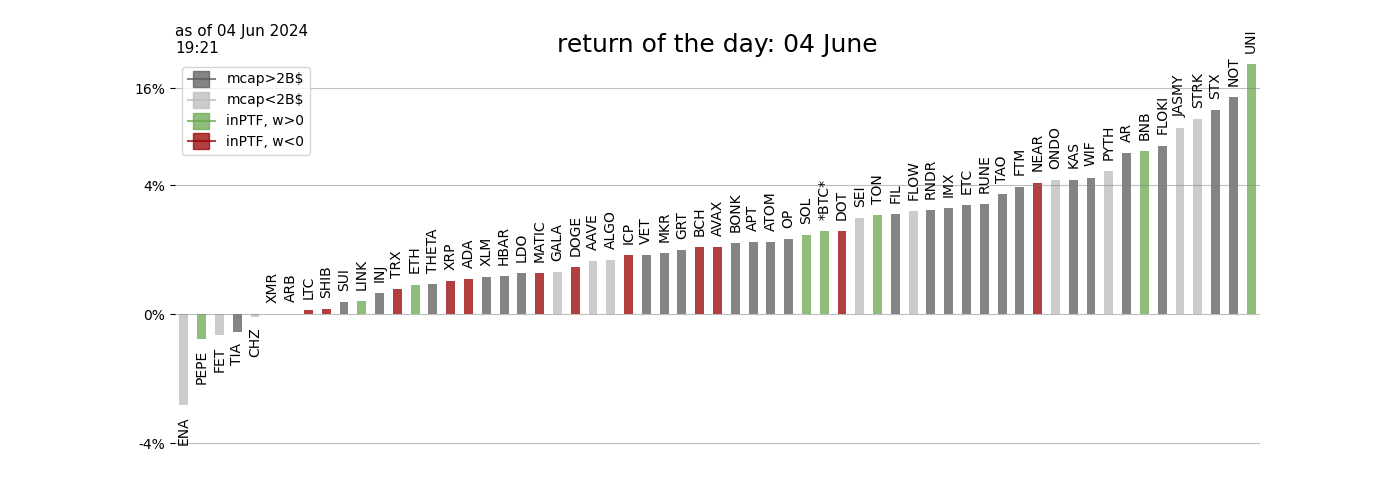 as of 04 Jun 2024
19:21
return of the day: 04 June
mcap>2B$
mcap<2B$
inPTF, w>0
inPTF, w<0
16%
4%
0%
-4%
ENA
PEPE
FET
TIA
CHZ
XMR
ARB
LTC
SHIB
SUI
LINK
INJ
TRX
ETH
THETA
XRP
ADA
XLM
HBAR
LDO
MATIC
GALA
DOGE
AAVE
ALGO
ICP
VET
MKR
GRT
BCH
AVAX
BONK
APT
ATOM
OP
SOL
*BTC*
DOT
SEI
TON
FIL
FLOW
RNDR
IMX
ETC
RUNE
TAO
FTM
NEAR
ONDO
KAS
WIF
PYTH
AR
BNB
FLOKI
JASMY
STRK
STX
NOT
UNI